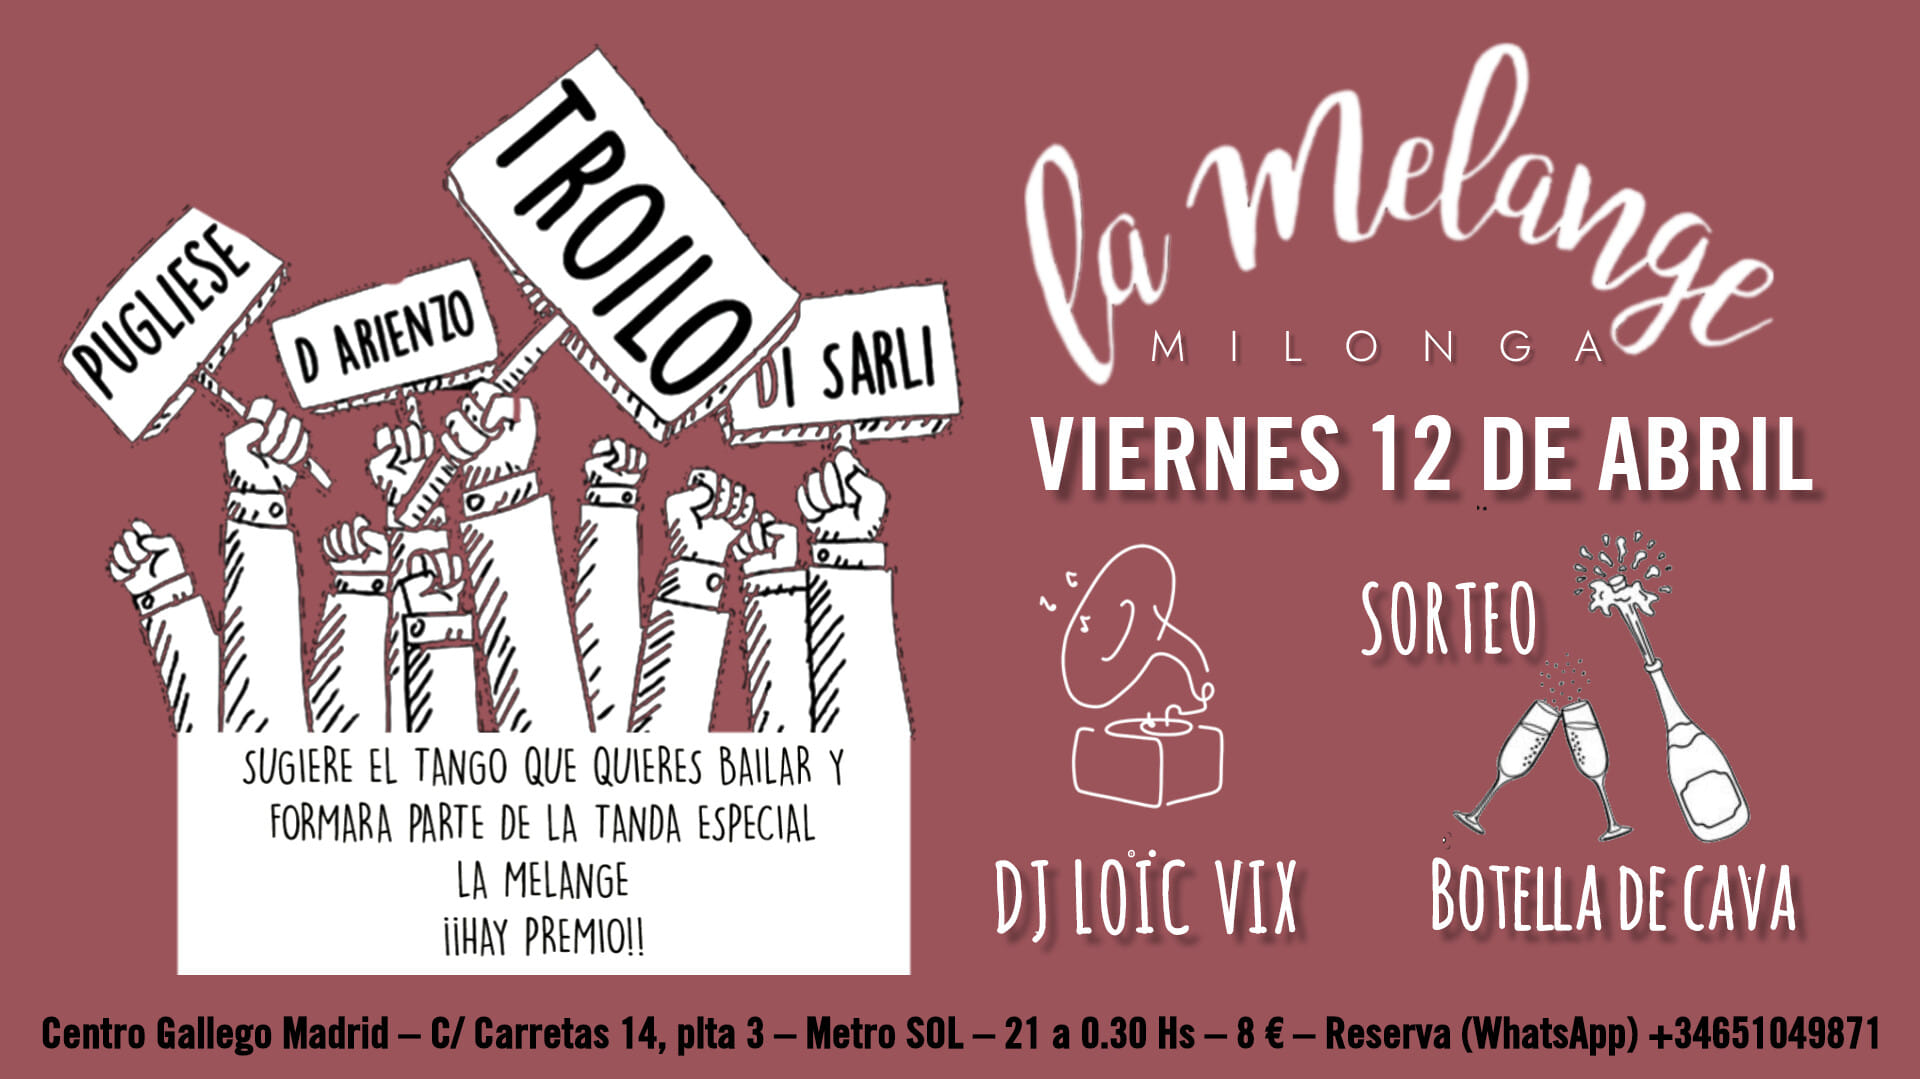 PUGLIESE
D ARIENZO
TROILO
DI SARLI
SUGIERE EL TANGO QUE QUIERES BAILAR Y
FORMARA PARTE DE LA TANDA ESPECIAL
LA MELANGE
¡¡HAY PREMIO!!
la Melange
MILONGA
VIERNES 12 DE ABRIL
SORTEO
DJ LOÏC VIX
BOTELLA DE CAVA
Centro Gallego Madrid – C/ Carretas 14, plta 3 – Metro SOL – 21 a 0.30 Hs – 8 € – Reserva (WhatsApp) +34651049871